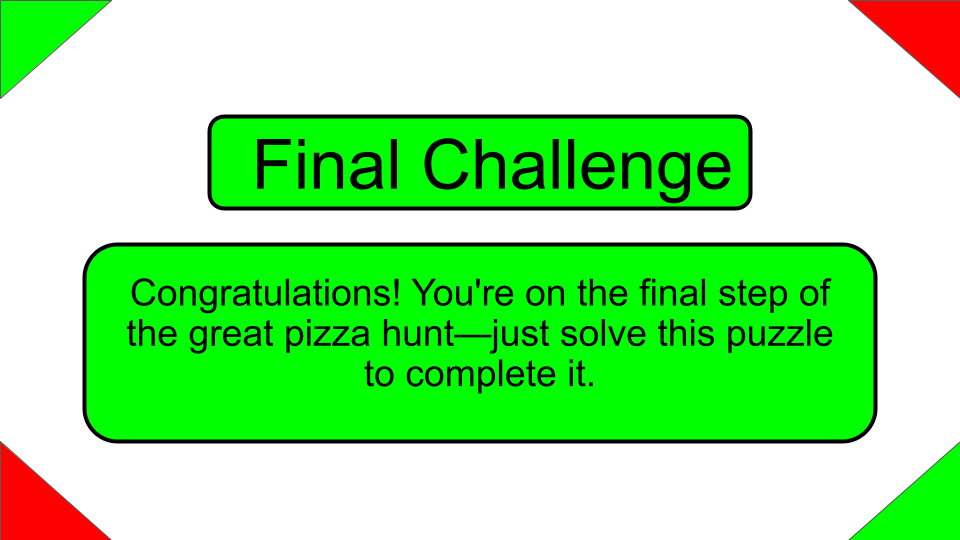 Final Challenge
Congratulations! You're on the final step of
the great pizza hunt—just solve this puzzle
to complete it.